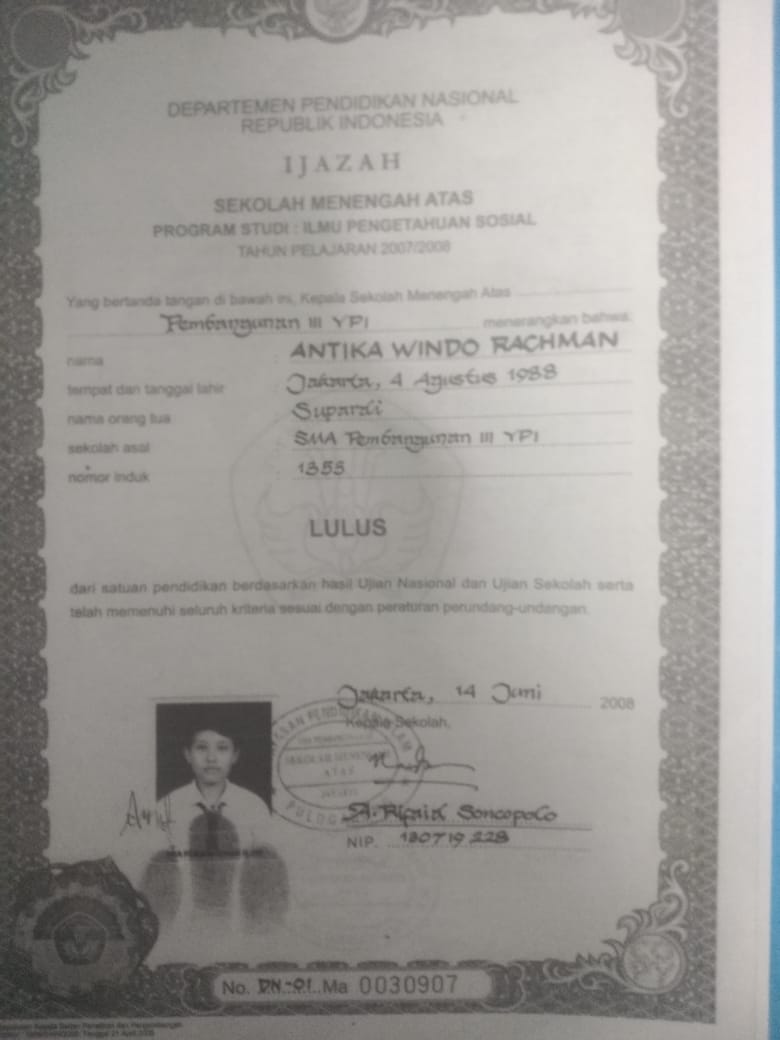 DEPARTEMEN PENDIDIKAN NASIONAL
REPUBLIK INDONESIA
IJAZAH
SEKOLAH MENENGAH ATAS
PROGRAM STUDI : ILMU PENGETAHUAN SOSIAL
TAHUN PELAJARAN 2007/2008
Yang bertanda tangan di bawah ini, Kepala Sekolah Menengah Atas
Pembangunan III YPI menerangkan bahwa:
nama : ANTIKA WINDO RACHMAN
tempat dan tanggal lahir : Jakarta, 4 Agustus 1988
nama orang tua : Supardi
sekolah asal : SMA Pembangunan III YPI
nomor induk : 1355
LULUS
dari satuan pendidikan berdasarkan hasil Ujian Nasional dan Ujian Sekolah serta
telah memenuhi seluruh kriteria sesuai dengan peraturan perundang-undangan.
Jakarta, 14 Juni 2008
Kepala Sekolah,
SEKOLAH MENENGAH
ATAS
Soncopolo
NIP. 130719228
No. DN-01 Ma 0030907